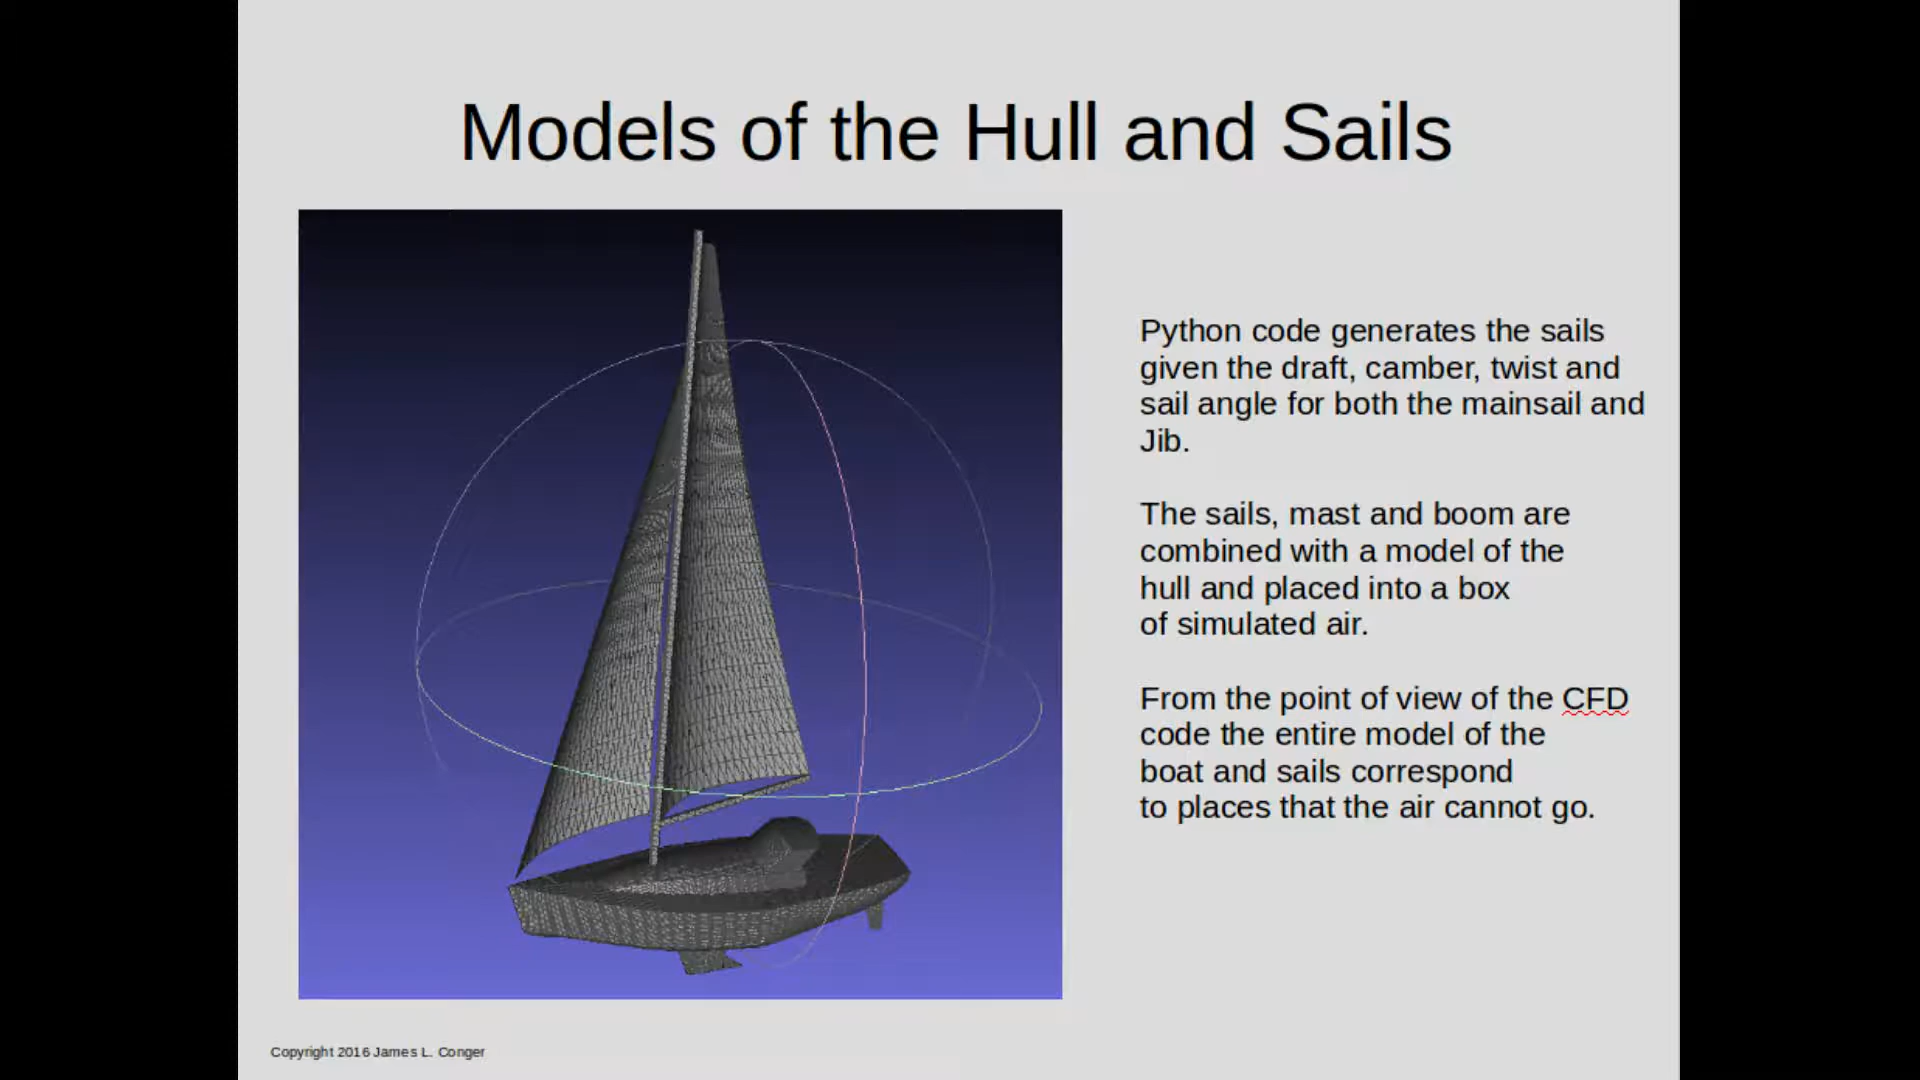 Models of the Hull and Sails
Python code generates the sails
given the draft, camber, twist and
sail angle for both the mainsail and
Jib.
The sails, mast and boom are
combined with a model of the
hull and placed into a box
of simulated air.
From the point of view of the CFD
code the entire model of the
boat and sails correspond
to places that the air cannot go.
Copyright 2016 James L. Conger